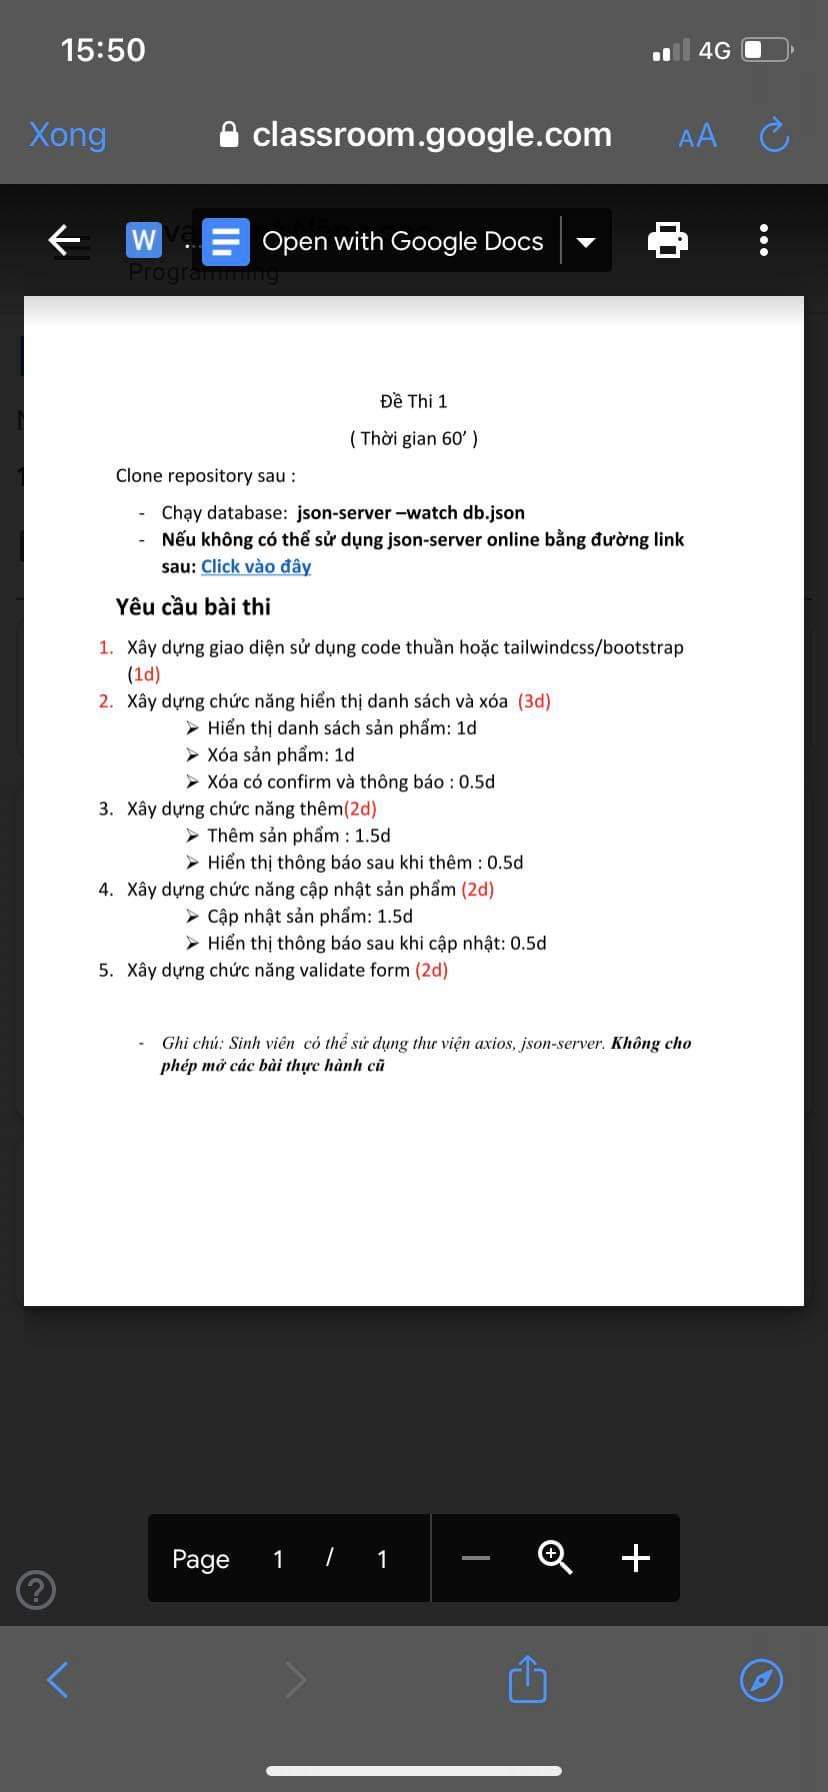 15:50
4G
Xong
classroom.google.com
AA
W
Open with Google Docs
Programming
Đề Thi 1
( Thời gian 60’ )
Clone repository sau :
- Chạy database: json-server –watch db.json
- Nếu không có thể sử dụng json-server online bằng đường link
sau: Click vào đây
Yêu cầu bài thi
1. Xây dựng giao diện sử dụng code thuần hoặc tailwindcss/bootstrap
(1d)
2. Xây dựng chức năng hiển thị danh sách và xóa (3d)
➢ Hiển thị danh sách sản phẩm: 1d
➢ Xóa sản phẩm: 1d
➢ Xóa có confirm và thông báo : 0.5d
3. Xây dựng chức năng thêm(2d)
➢ Thêm sản phẩm : 1.5d
➢ Hiển thị thông báo sau khi thêm : 0.5d
4. Xây dựng chức năng cập nhật sản phẩm (2d)
➢ Cập nhật sản phẩm: 1.5d
➢ Hiển thị thông báo sau khi cập nhật: 0.5d
5. Xây dựng chức năng validate form (2d)
- Ghi chú: Sinh viên có thể sử dụng thư viện axios, json-server. Không cho
phép mở các bài thực hành cũ
Page 1 / 1